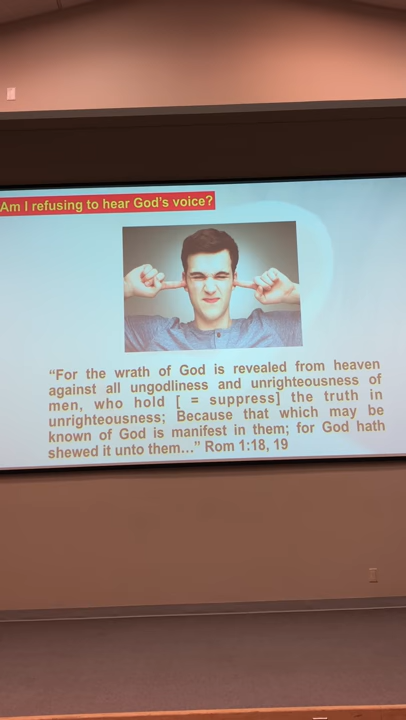 Am I refusing to hear God's voice?
“For the wrath of God is revealed from heaven
against all ungodliness and unrighteousness of
men, who hold [ = suppress] the truth in
unrighteousness; Because that which may be
known of God is manifest in them; for God hath
shewed it unto them…” Rom 1:18, 19